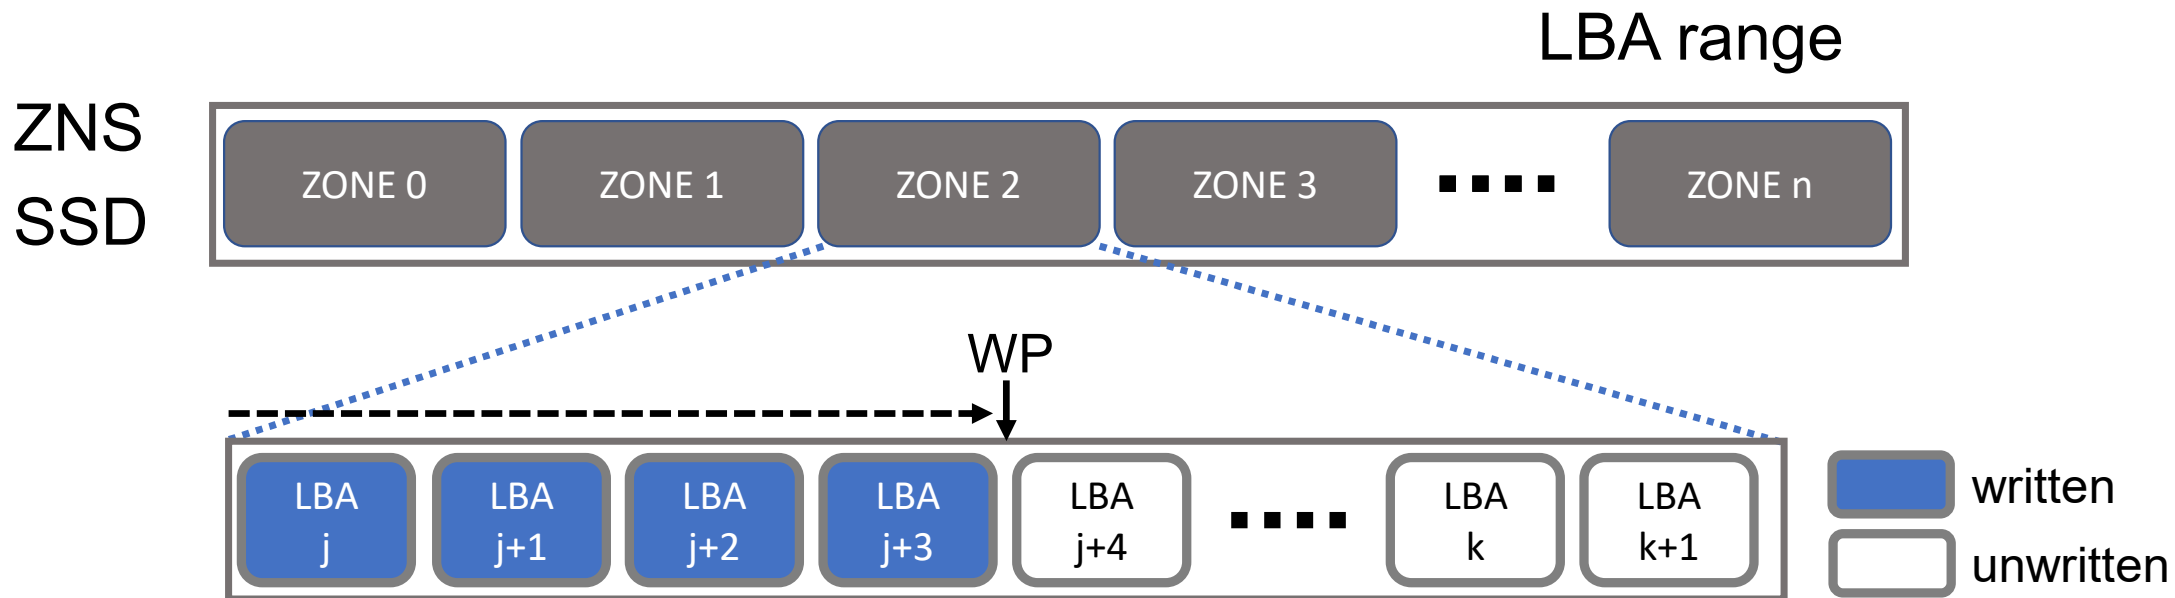 LBA range
ZNS
SSD
ZONE 0
ZONE 1
ZONE 2
ZONE 3
ZONE n
WP
LBA
j
LBA
j+1
LBA
j+2
LBA
j+3
LBA
j+4
LBA
k
LBA
k+1
written
unwritten